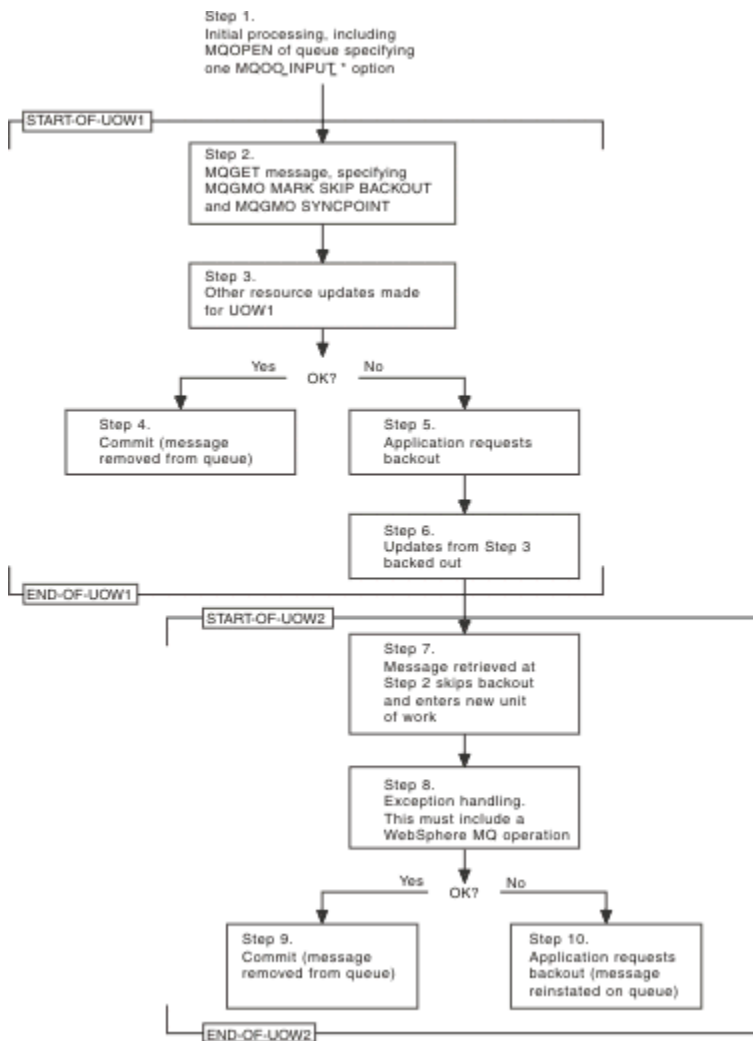 Step 1.
Initial processing, including
MQOPEN of queue specifying
one MQOO_INPUT_* option
START-OF-UOW1
Step 2.
MQGET message, specifying
MQGMO MARK SKIP BACKOUT
and MQGMO SYNCPOINT
Step 3.
Other resource updates made
for UOW1
Yes
No
OK?
Step 4.
Commit (message
removed from queue)
Step 5.
Application requests
backout
Step 6.
Updates from Step 3
backed out
END-OF-UOW1
START-OF-UOW2
Step 7.
Message retrieved at
Step 2 skips backout
and enters new unit
of work
Step 8.
Exception handling.
This must include a
WebSphere MQ operation
Yes
No
OK?
Step 9.
Commit (message
removed from queue)
Step 10.
Application requests
backout (message
reinstated on queue)
END-OF-UOW2